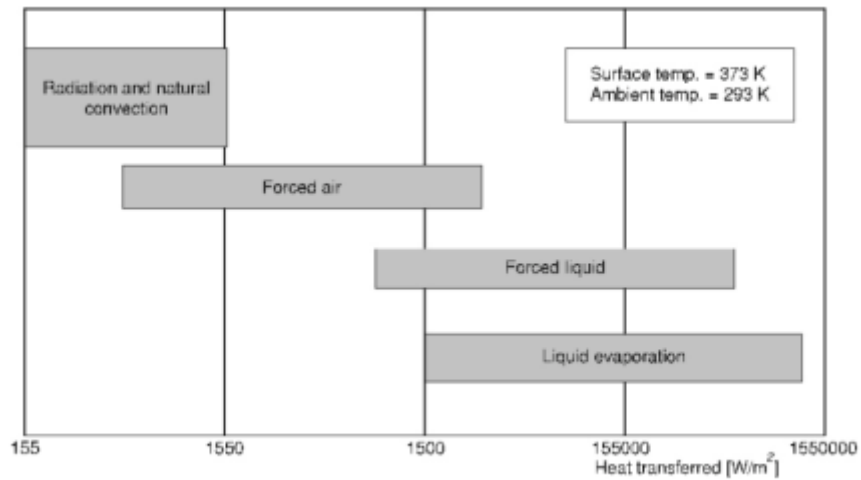 Radiation and natural
convection
Surface temp. = 373 K
Ambient temp. = 293 K
Forced air
Forced liquid
Liquid evaporation
155 1550 1500 155000 1550000
Heat transferred [W/m²]